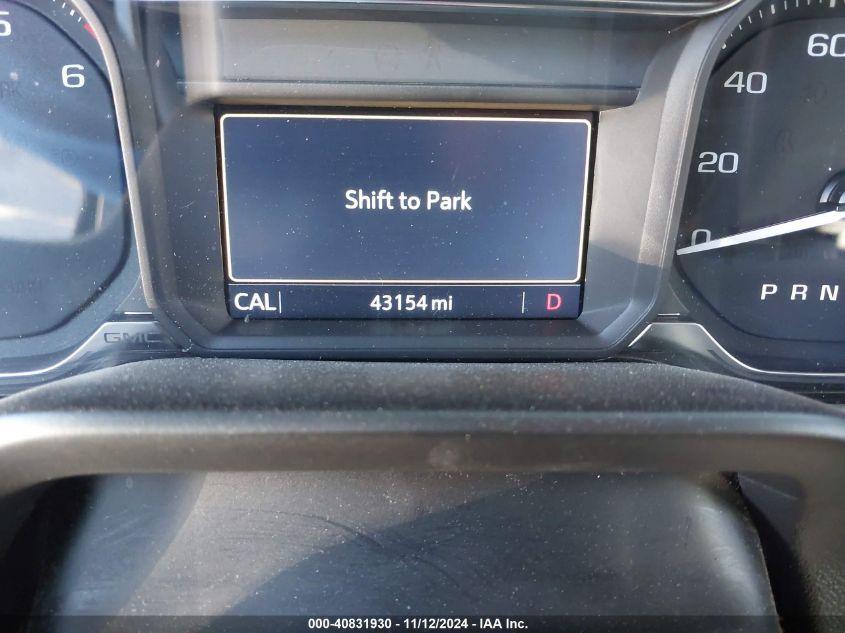 5
6
40
60
20
0
Shift to Park
CAL
43154 mi
D
P R N
GMC
000-40831930 - 11/12/2024 - IAA Inc.